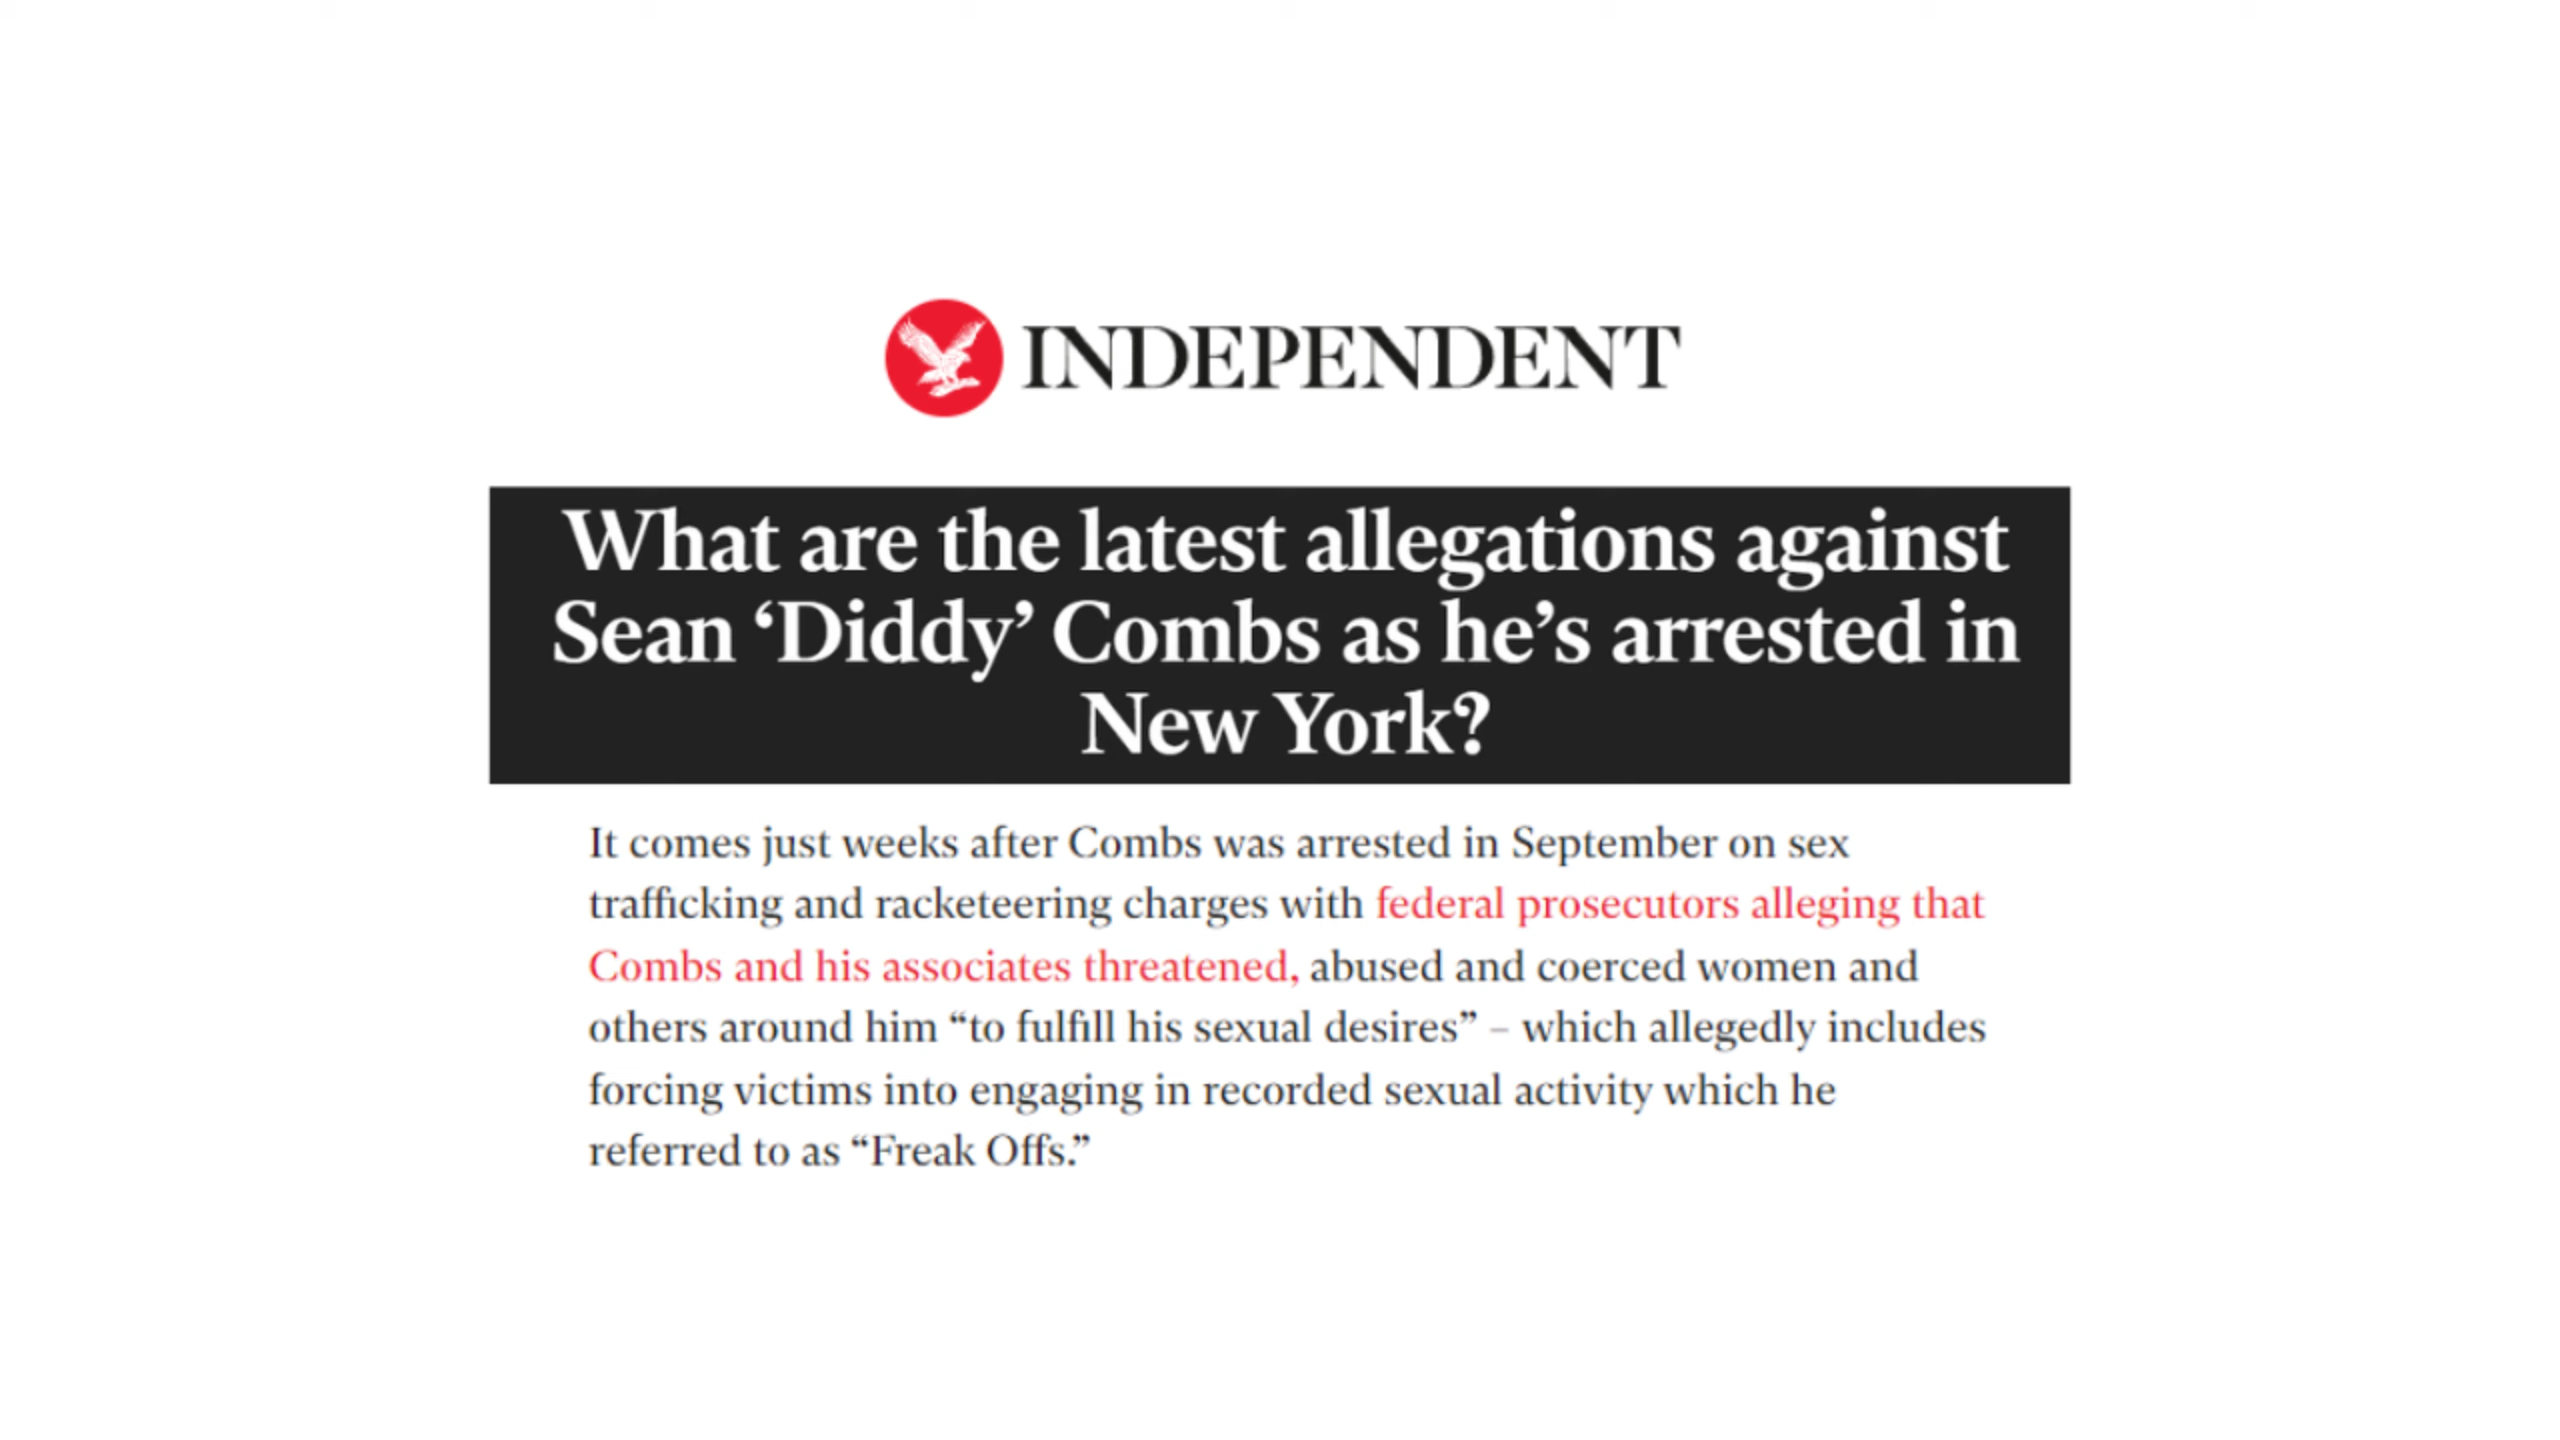 INDEPENDENT
What are the latest allegations against
Sean ‘Diddy’ Combs as he’s arrested in
New York?
It comes just weeks after Combs was arrested in September on sex
trafficking and racketeering charges with federal prosecutors alleging that
Combs and his associates threatened, abused and coerced women and
others around him “to fulfill his sexual desires” – which allegedly includes
forcing victims into engaging in recorded sexual activity which he
referred to as “Freak Offs.”